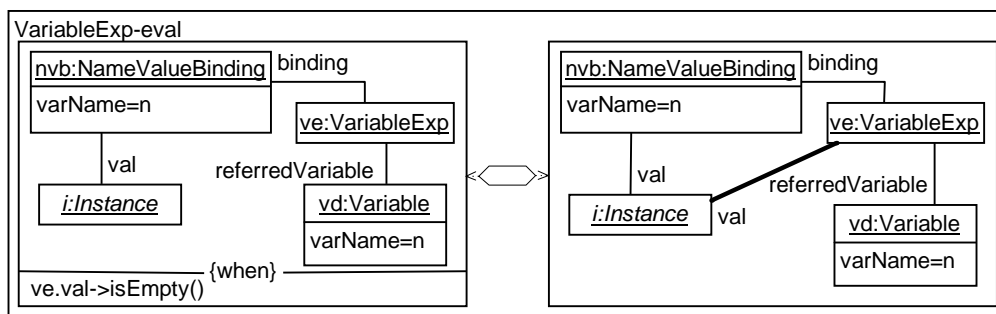 VariableExp-eval
nvb:NameValueBinding
binding
varName=n
ve:VariableExp
val
referredVariable
i:Instance
vd:Variable
varName=n
{when}
ve.val->isEmpty()
nvb:NameValueBinding
binding
varName=n
ve:VariableExp
val
referredVariable
i:Instance
val
vd:Variable
varName=n